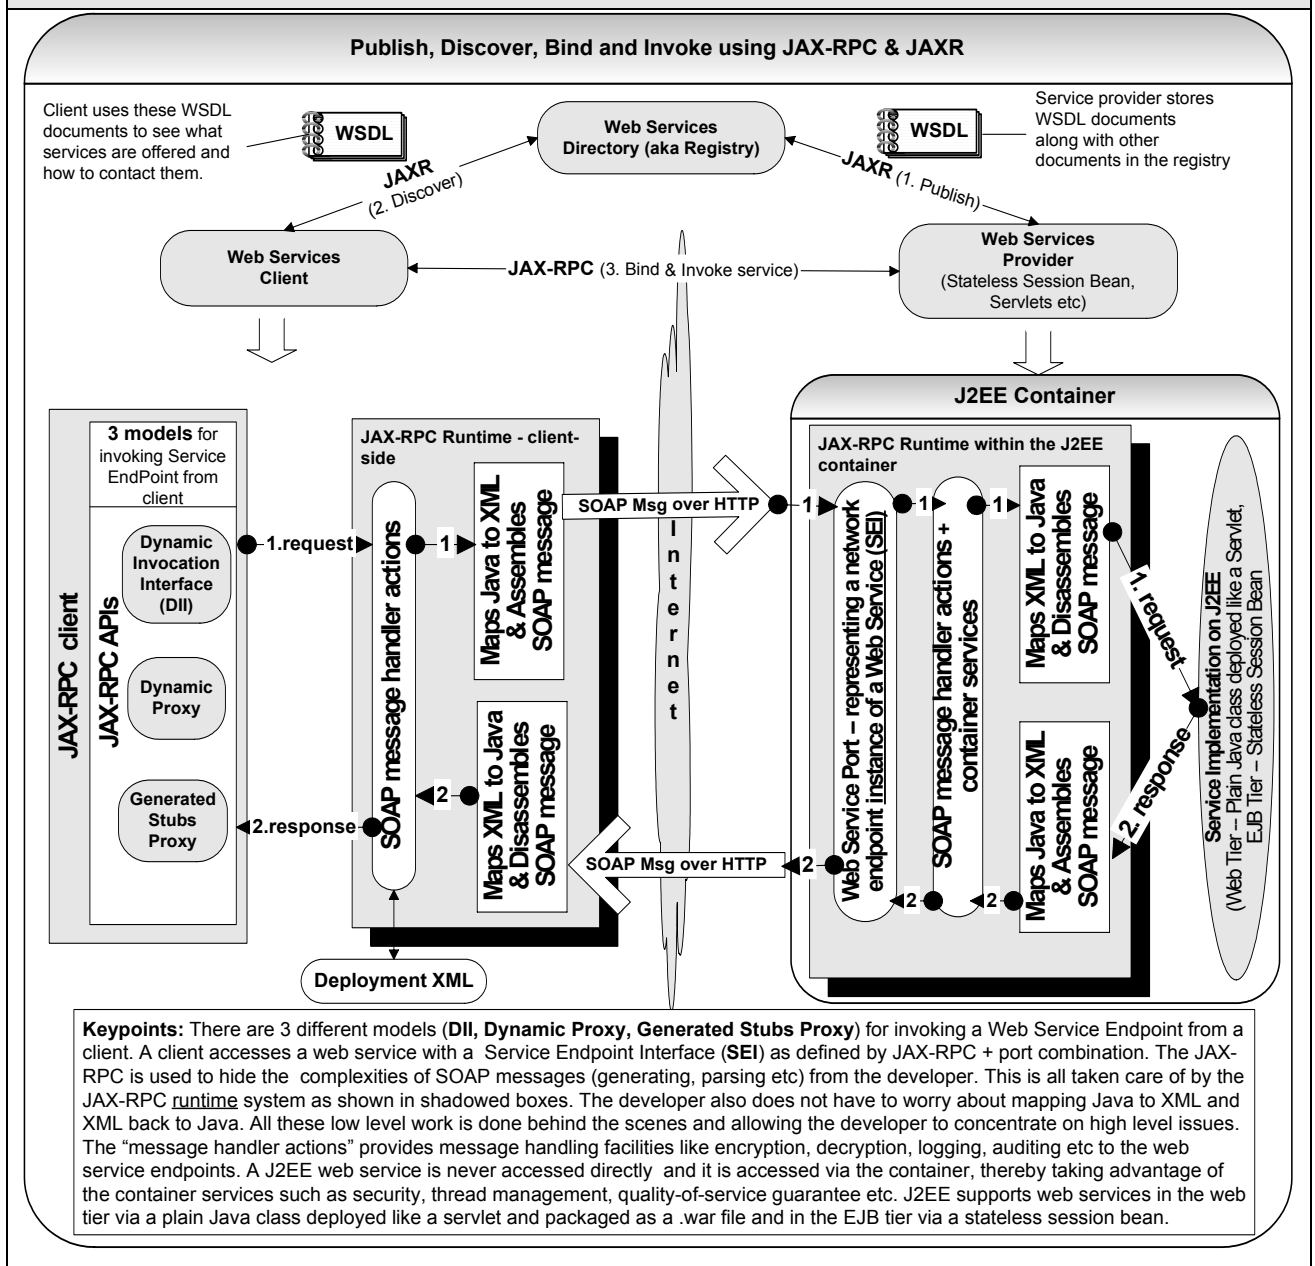 Publish, Discover, Bind and Invoke using JAX-RPC & JAXR
Client uses these WSDL
documents to see what
services are offered and
how to contact them.
WSDL
Web Services
Directory (aka Registry)
WSDL
Service provider stores
WSDL documents
along with other
documents in the registry
JAXR
(2. Discover)
JAXR (1. Publish)
Web Services
Client
JAX-RPC (3. Bind & Invoke service)
Web Services
Provider
(Stateless Session Bean,
Servlets etc)
JAX-RPC client
JAX-RPC APIs
3 models for
invoking Service
EndPoint from
client
Dynamic
Invocation
Interface
(DII)
Dynamic
Proxy
Generated
Stubs
Proxy
1.request
2.response
JAX-RPC Runtime - client-
side
SOAP message handler actions
1
Maps Java to XML
& Assembles
SOAP message
2
Maps XML to Java
& Disassembles
SOAP message
Deployment XML
SOAP Msg over HTTP
Internet
SOAP Msg over HTTP
J2EE Container
JAX-RPC Runtime within the J2EE
container
1
Web Service Port – representing a network
endpoint instance of a Web Service (SEI)
1
SOAP message handler actions +
container services
1
Maps XML to Java
& Disassembles
SOAP message
1. request
Service Implementation on J2EE
(Web Tier – Plain Java class deployed like a Servlet,
EJB Tier – Stateless Session Bean
2. response
Maps Java to XML
& Assembles
SOAP message
2
2
2
Keypoints: There are 3 different models (DII, Dynamic Proxy, Generated Stubs Proxy) for invoking a Web Service Endpoint from a
client. A client accesses a web service with a Service Endpoint Interface (SEI) as defined by JAX-RPC + port combination. The JAX-
RPC is used to hide the complexities of SOAP messages (generating, parsing etc) from the developer. This is all taken care of by the
JAX-RPC runtime system as shown in shadowed boxes. The developer also does not have to worry about mapping Java to XML and
XML back to Java. All these low level work is done behind the scenes and allowing the developer to concentrate on high level issues.
The “message handler actions” provides message handling facilities like encryption, decryption, logging, auditing etc to the web
service endpoints. A J2EE web service is never accessed directly and it is accessed via the container, thereby taking advantage of
the container services such as security, thread management, quality-of-service guarantee etc. J2EE supports web services in the web
tier via a plain Java class deployed like a servlet and packaged as a .war file and in the EJB tier via a stateless session bean.